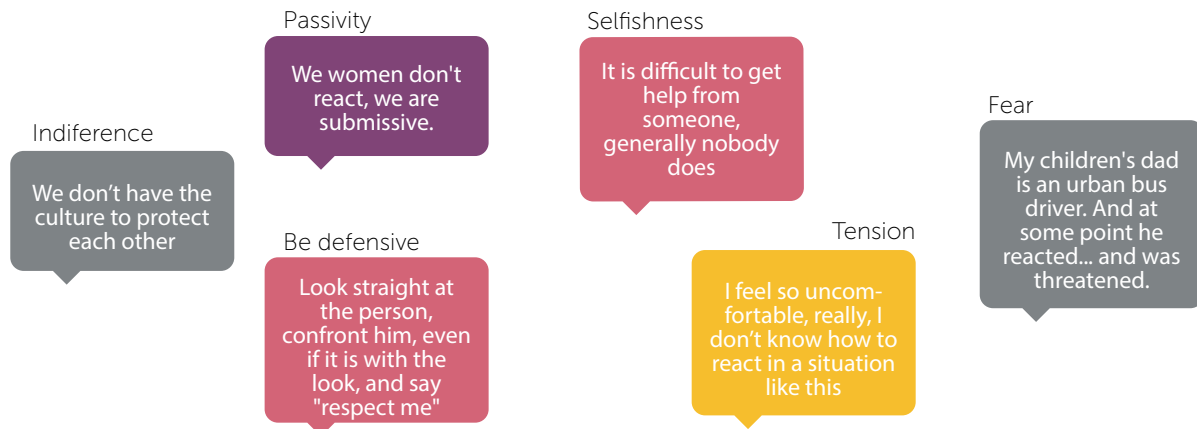 Indiference
We don’t have the
culture to protect
each other
Passivity
We women don't
react, we are
submissive.
Be defensive
Look straight at
the person,
confront him, even
if it is with the
look, and say
"respect me"
Selfishness
It is difficult to get
help from
someone,
generally nobody
does
Tension
I feel so uncom-
fortable, really, I
don’t know how to
react in a situation
like this
Fear
My children's dad
is an urban bus
driver. And at
some point he
reacted... and was
threatened.